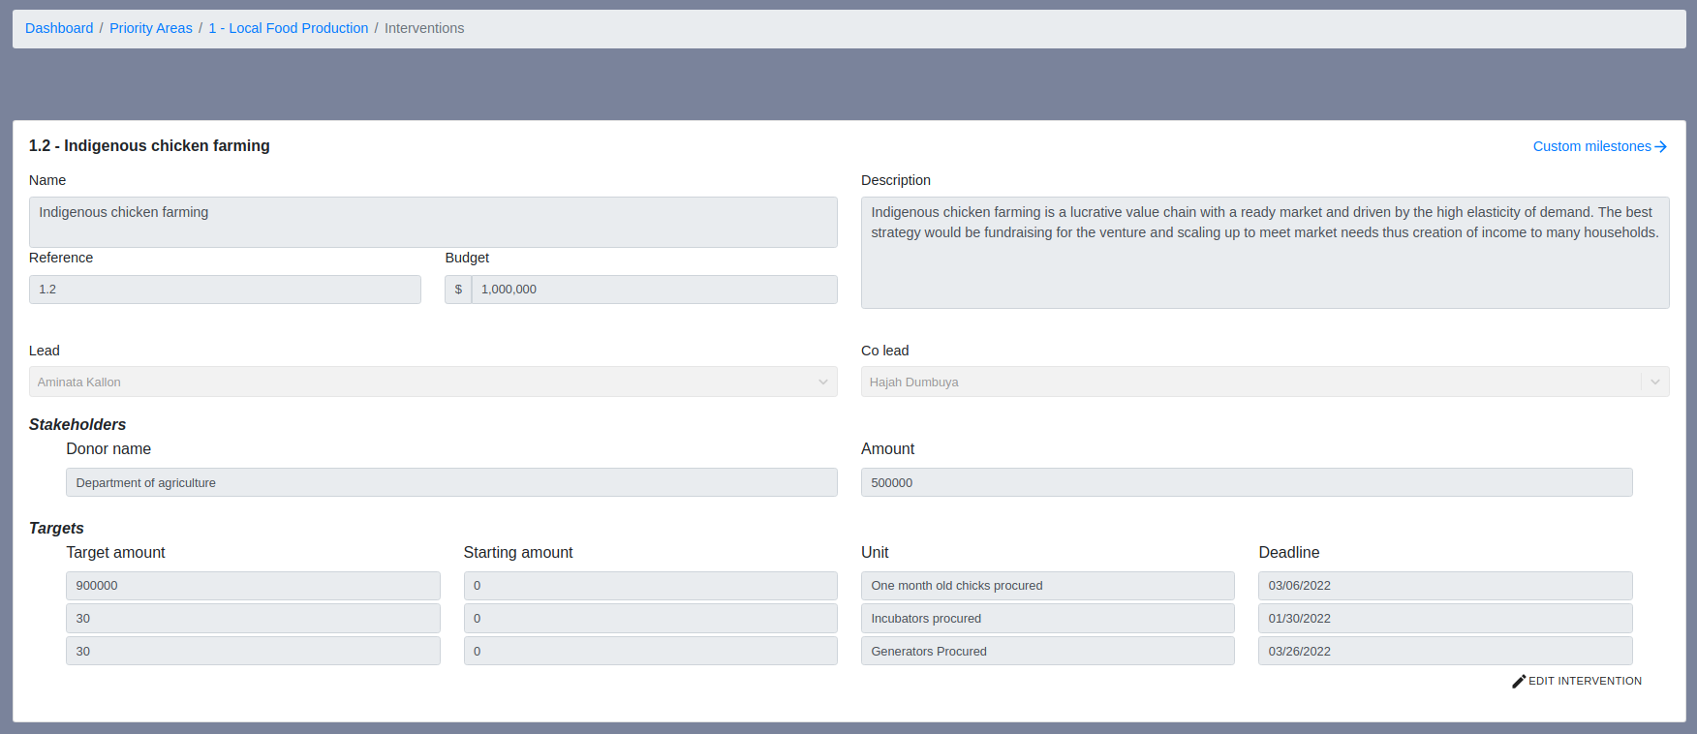 Dashboard / Priority Areas / 1 - Local Food Production / Interventions
1.2 - Indigenous chicken farming
Custom milestones
Name
Description
Indigenous chicken farming
Indigenous chicken farming is a lucrative value chain with a ready market and driven by the high elasticity of demand. The best
strategy would be fundraising for the venture and scaling up to meet market needs thus creation of income to many households.
Reference
Budget
1.2
$ 1,000,000
Lead
Co lead
Aminata Kallon
Hajah Dumbuya
Stakeholders
Donor name
Amount
Department of agriculture
500000
Targets
Target amount
Starting amount
Unit
Deadline
900000
0
One month old chicks procured
03/06/2022
30
0
Incubators procured
01/30/2022
30
0
Generators Procured
03/26/2022
EDIT INTERVENTION